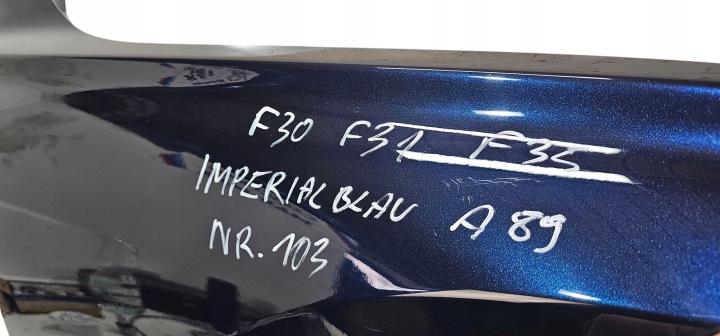 F30 F31 F35
IMPERIALBLAU A89
NR.103